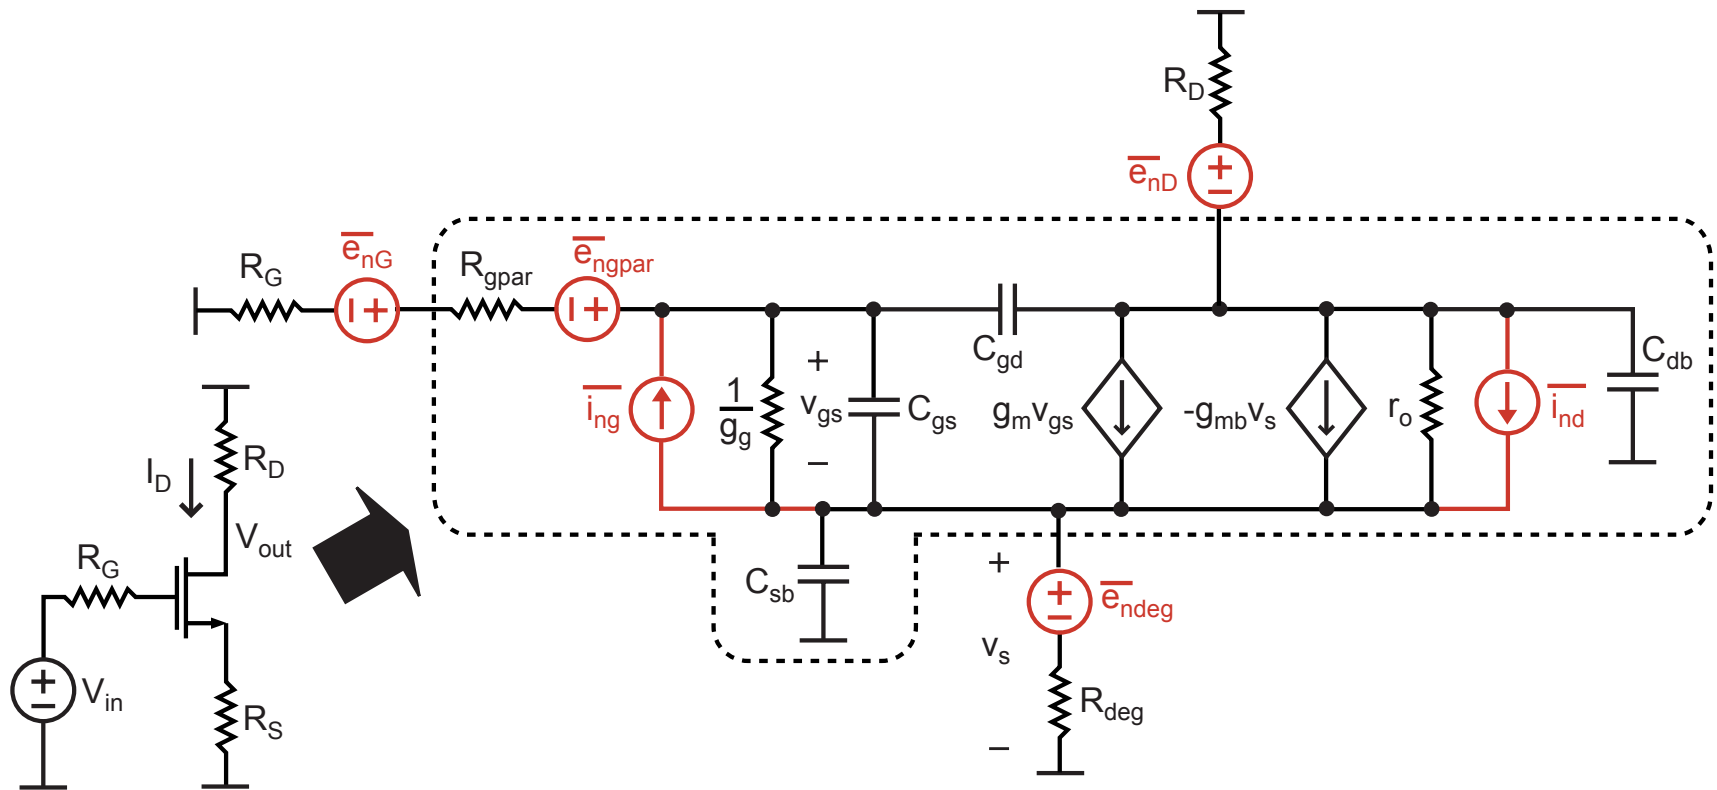 R_D
e_nD
e_nG
e_ngpar
R_G
R_gpar
C_gd
C_db
i_ng
1/g_g
+
v_gs
–
C_gs
g_mv_gs
-g_mbv_s
r_o
i_nd
I_D
R_D
V_out
R_G
C_sb
+
e_ndeg
v_s
R_deg
–
V_in
R_S